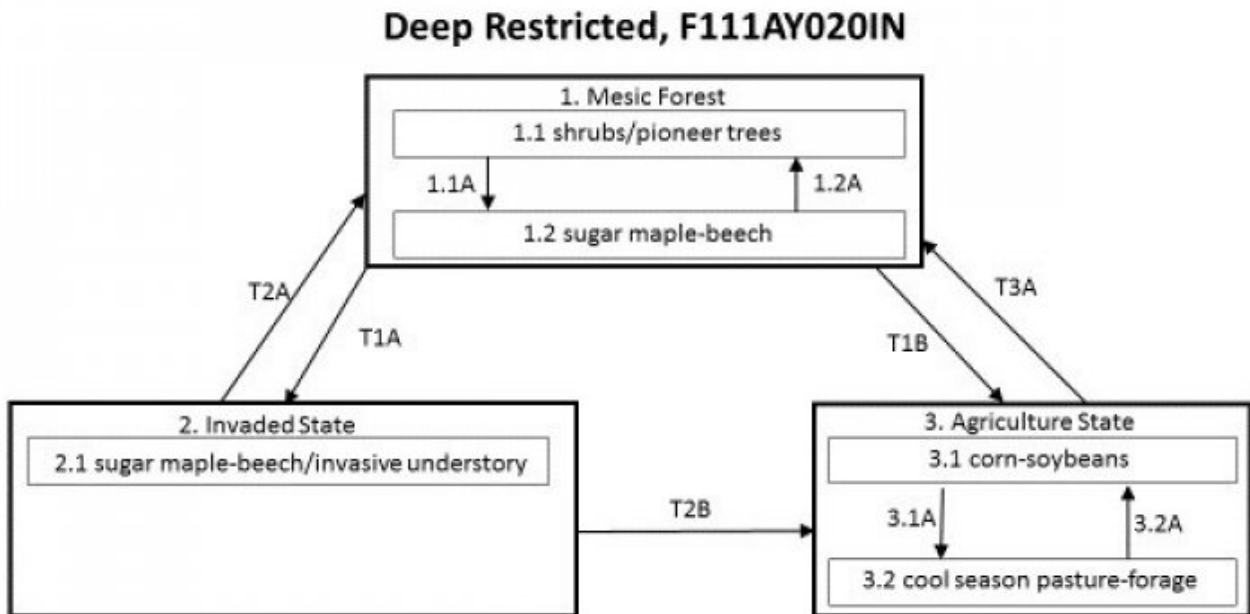 Deep Restricted, F111AY020IN
1. Mesic Forest
1.1 shrubs/pioneer trees
1.1A
1.2A
1.2 sugar maple-beech
T2A
T1A
T3A
T1B
2. Invaded State
2.1 sugar maple-beech/invasive understory
T2B
3. Agriculture State
3.1 corn-soybeans
3.1A
3.2A
3.2 cool season pasture-forage